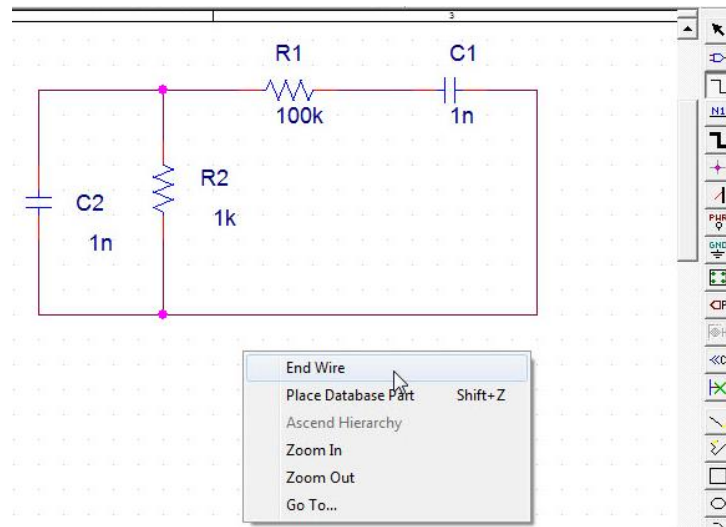 3
R1
C1
100k
1n
R2
C2
1k
1n
End Wire
Place Database Part Shift+Z
Ascend Hierarchy
Zoom In
Zoom Out
Go To...
N1
PWR
GND